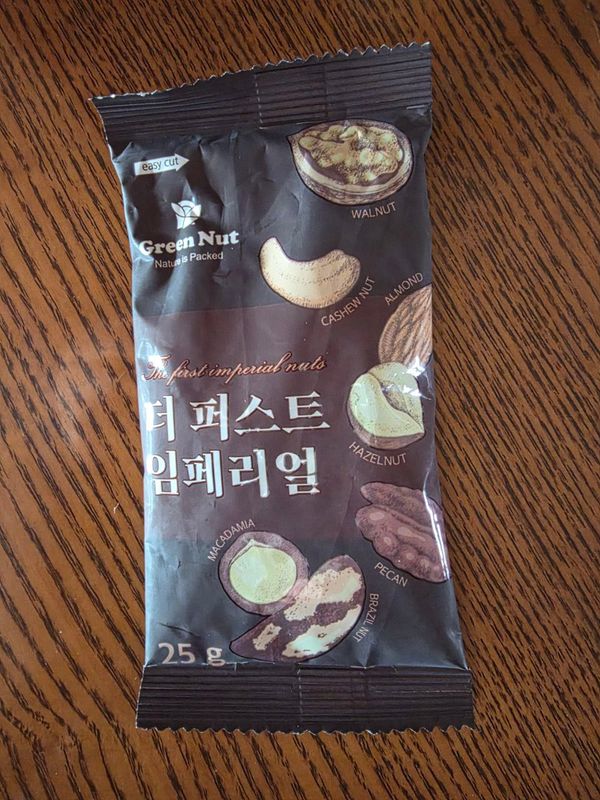 easy cut
WALNUT
Green Nut
Nature is Packed
CASHEW NUT
ALMOND
The first imperial nuts
더 퍼스트
임페리얼
HAZELNUT
MACADAMIA
PECAN
BRAZIL NUT
25 g